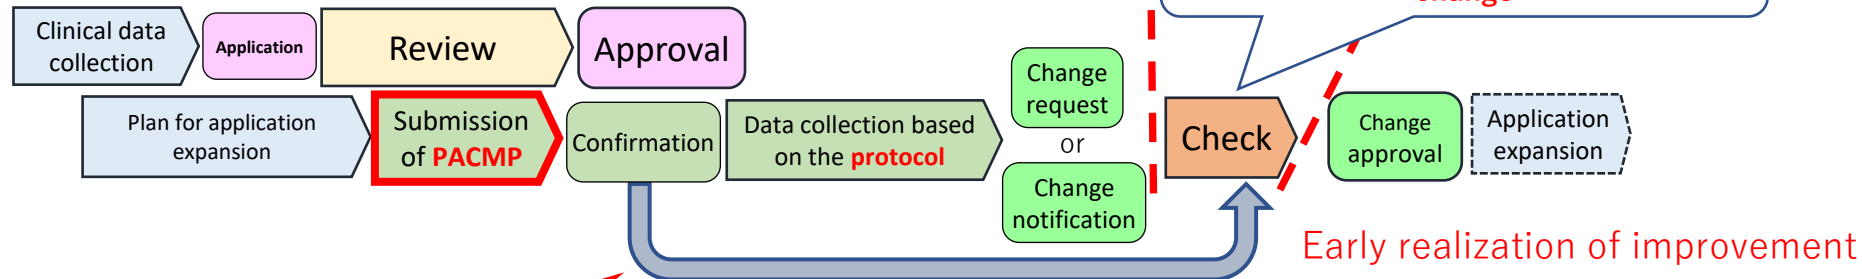 Clinical data
collection
Application
Review
Approval
Plan for application
expansion
Submission
of PACMP
Confirmation
Data collection based
on the protocol
Change
request
or
Change
notification
Check
Change
approval
Application
expansion
Early realization of improvement